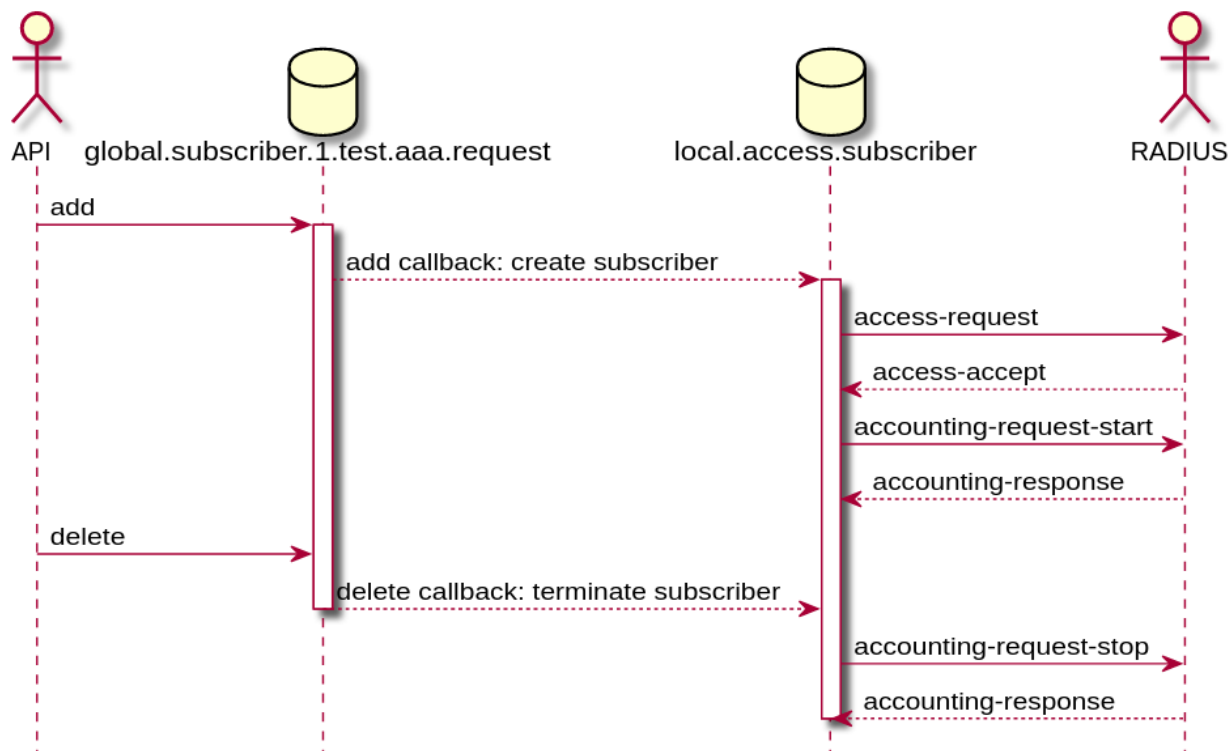 API
global.subscriber.1.test.aaa.request
local.access.subscriber
RADIUS
add
add callback: create subscriber
access-request
access-accept
accounting-request-start
accounting-response
delete
delete callback: terminate subscriber
accounting-request-stop
accounting-response